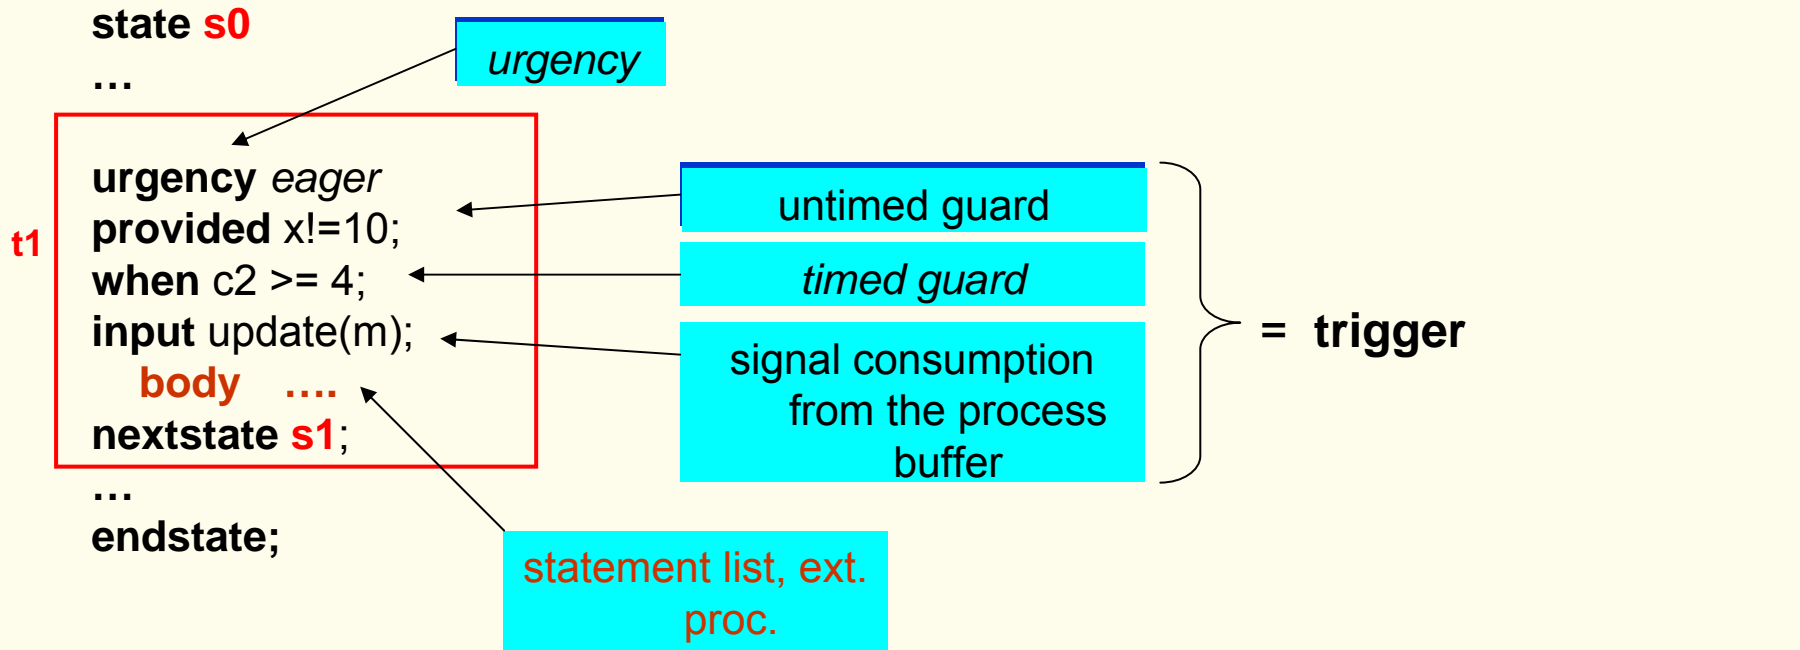 state s0
urgency
…
urgency eager
provided x!=10;
when c2 >= 4;
input update(m);
body ….
nextstate s1;
…
endstate;
t1
untimed guard
timed guard
signal consumption
from the process
buffer
= trigger
statement list, ext.
proc.